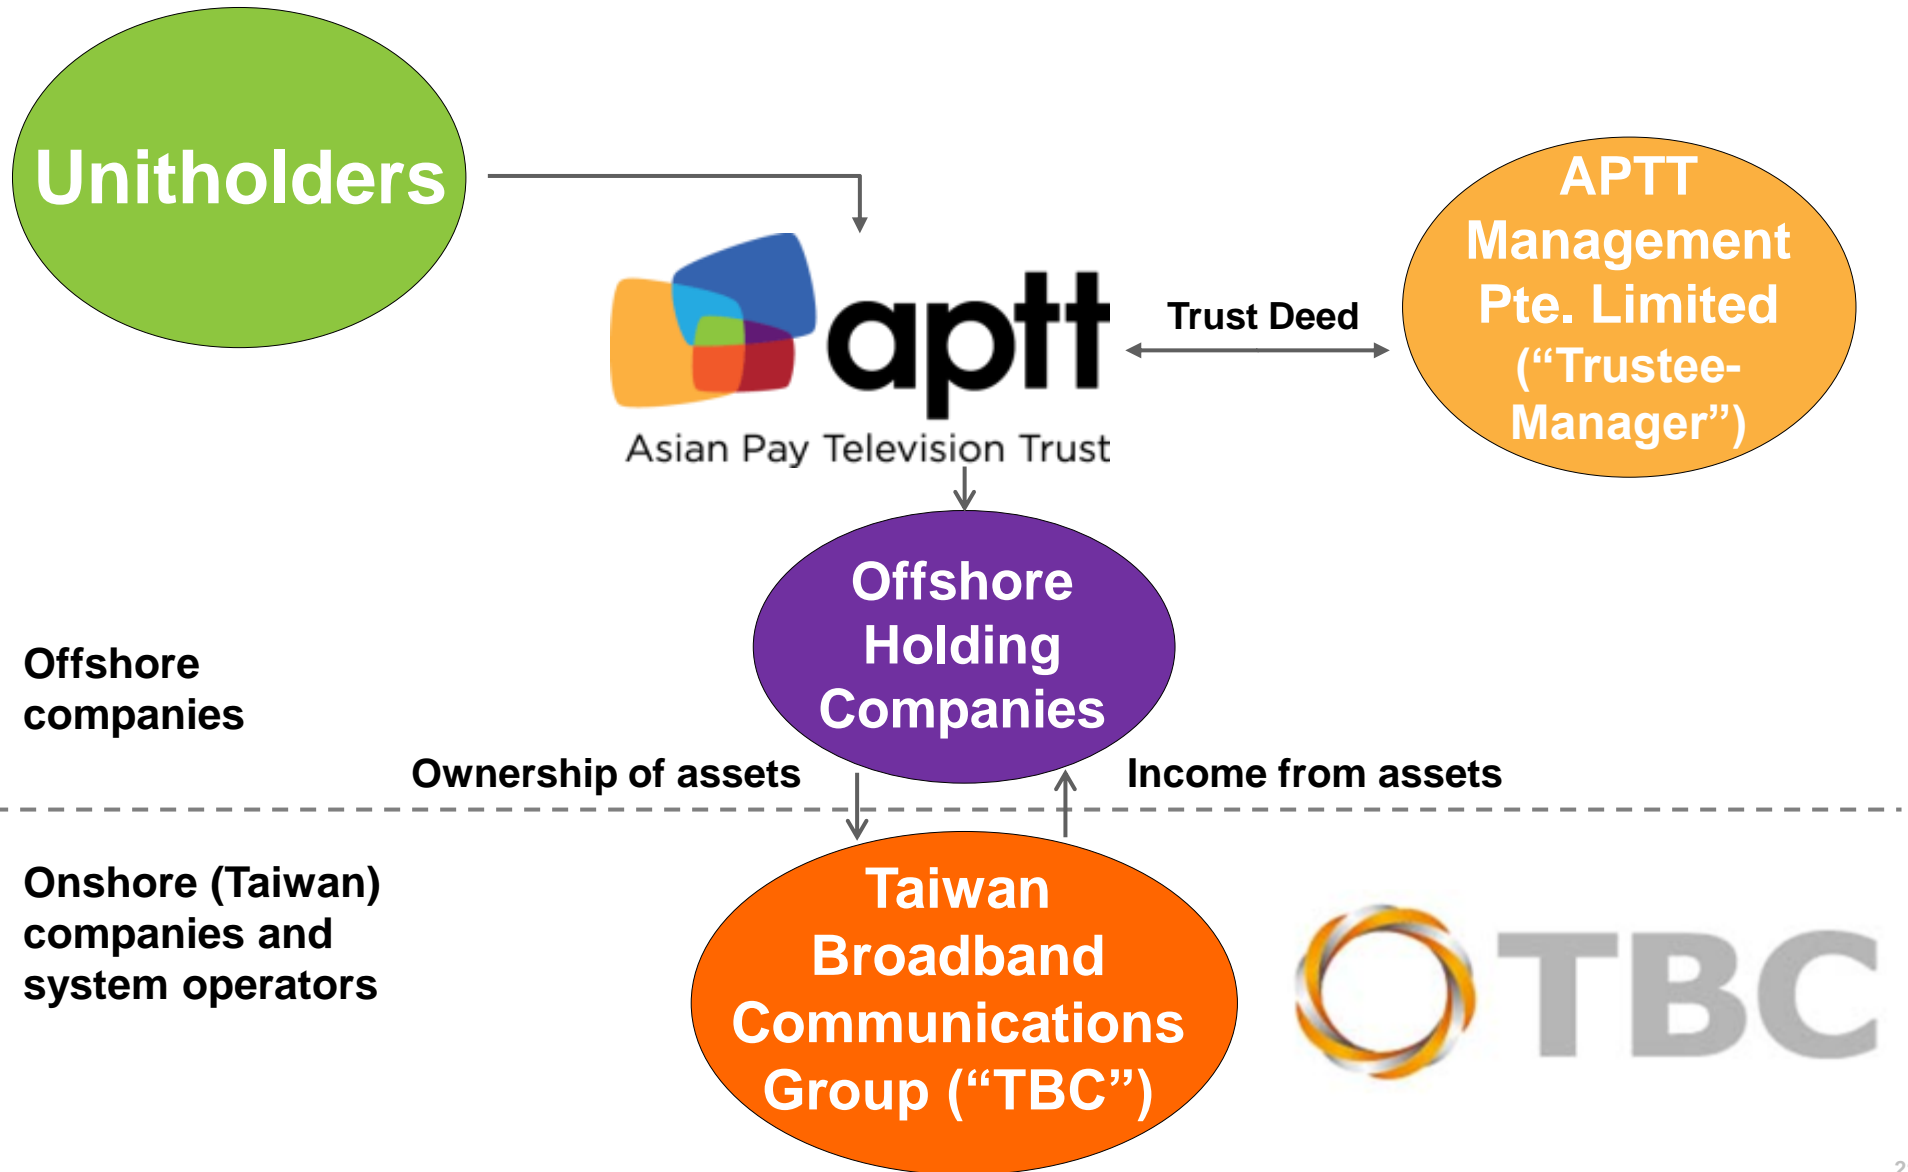 Unitholders
APTT
Management
Pte. Limited
(“Trustee-
Manager”)
aptt
Trust Deed
Asian Pay Television Trust
Offshore
Holding
Companies
Offshore
companies
Ownership of assets
Income from assets
Onshore (Taiwan)
companies and
system operators
Taiwan
Broadband
Communications
Group (“TBC”)
TBC
2